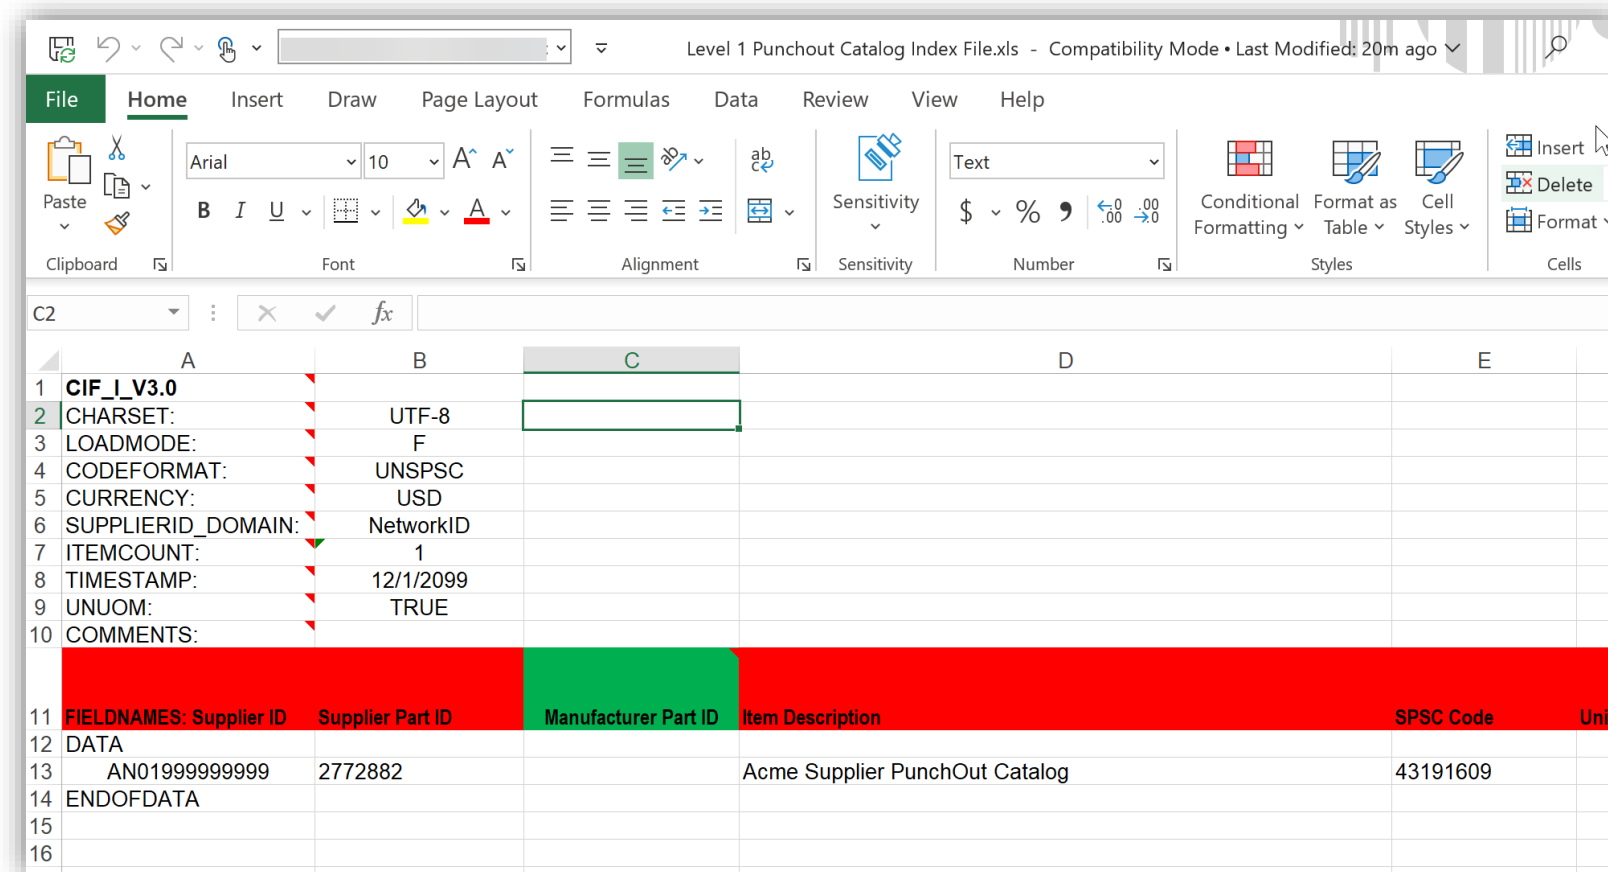 Level 1 Punchout Catalog Index File.xls - Compatibility Mode • Last Modified: 20m ago
File Home Insert Draw Page Layout Formulas Data Review View Help
Arial 10 A A ab Text Insert
Paste Sensitivity Conditional Format as Cell Delete
B I U A $ % 9 .00 .00 Formatting Table Styles Format
Clipboard Font Alignment Sensitivity Number Styles Cells
C2 fx
A B C D E
1 CIF_I_V3.0
2 CHARSET: UTF-8
3 LOADMODE: F
4 CODEFORMAT: UNSPSC
5 CURRENCY: USD
6 SUPPLIERID_DOMAIN: NetworkID
7 ITEMCOUNT: 1
8 TIMESTAMP: 12/1/2099
9 UNUOM: TRUE
10 COMMENTS:
11 FIELDNAMES: Supplier ID Supplier Part ID Manufacturer Part ID Item Description SPSC Code Uni
12 DATA
13 AN01999999999 2772882 Acme Supplier PunchOut Catalog 43191609
14 ENDOFDATA
15
16